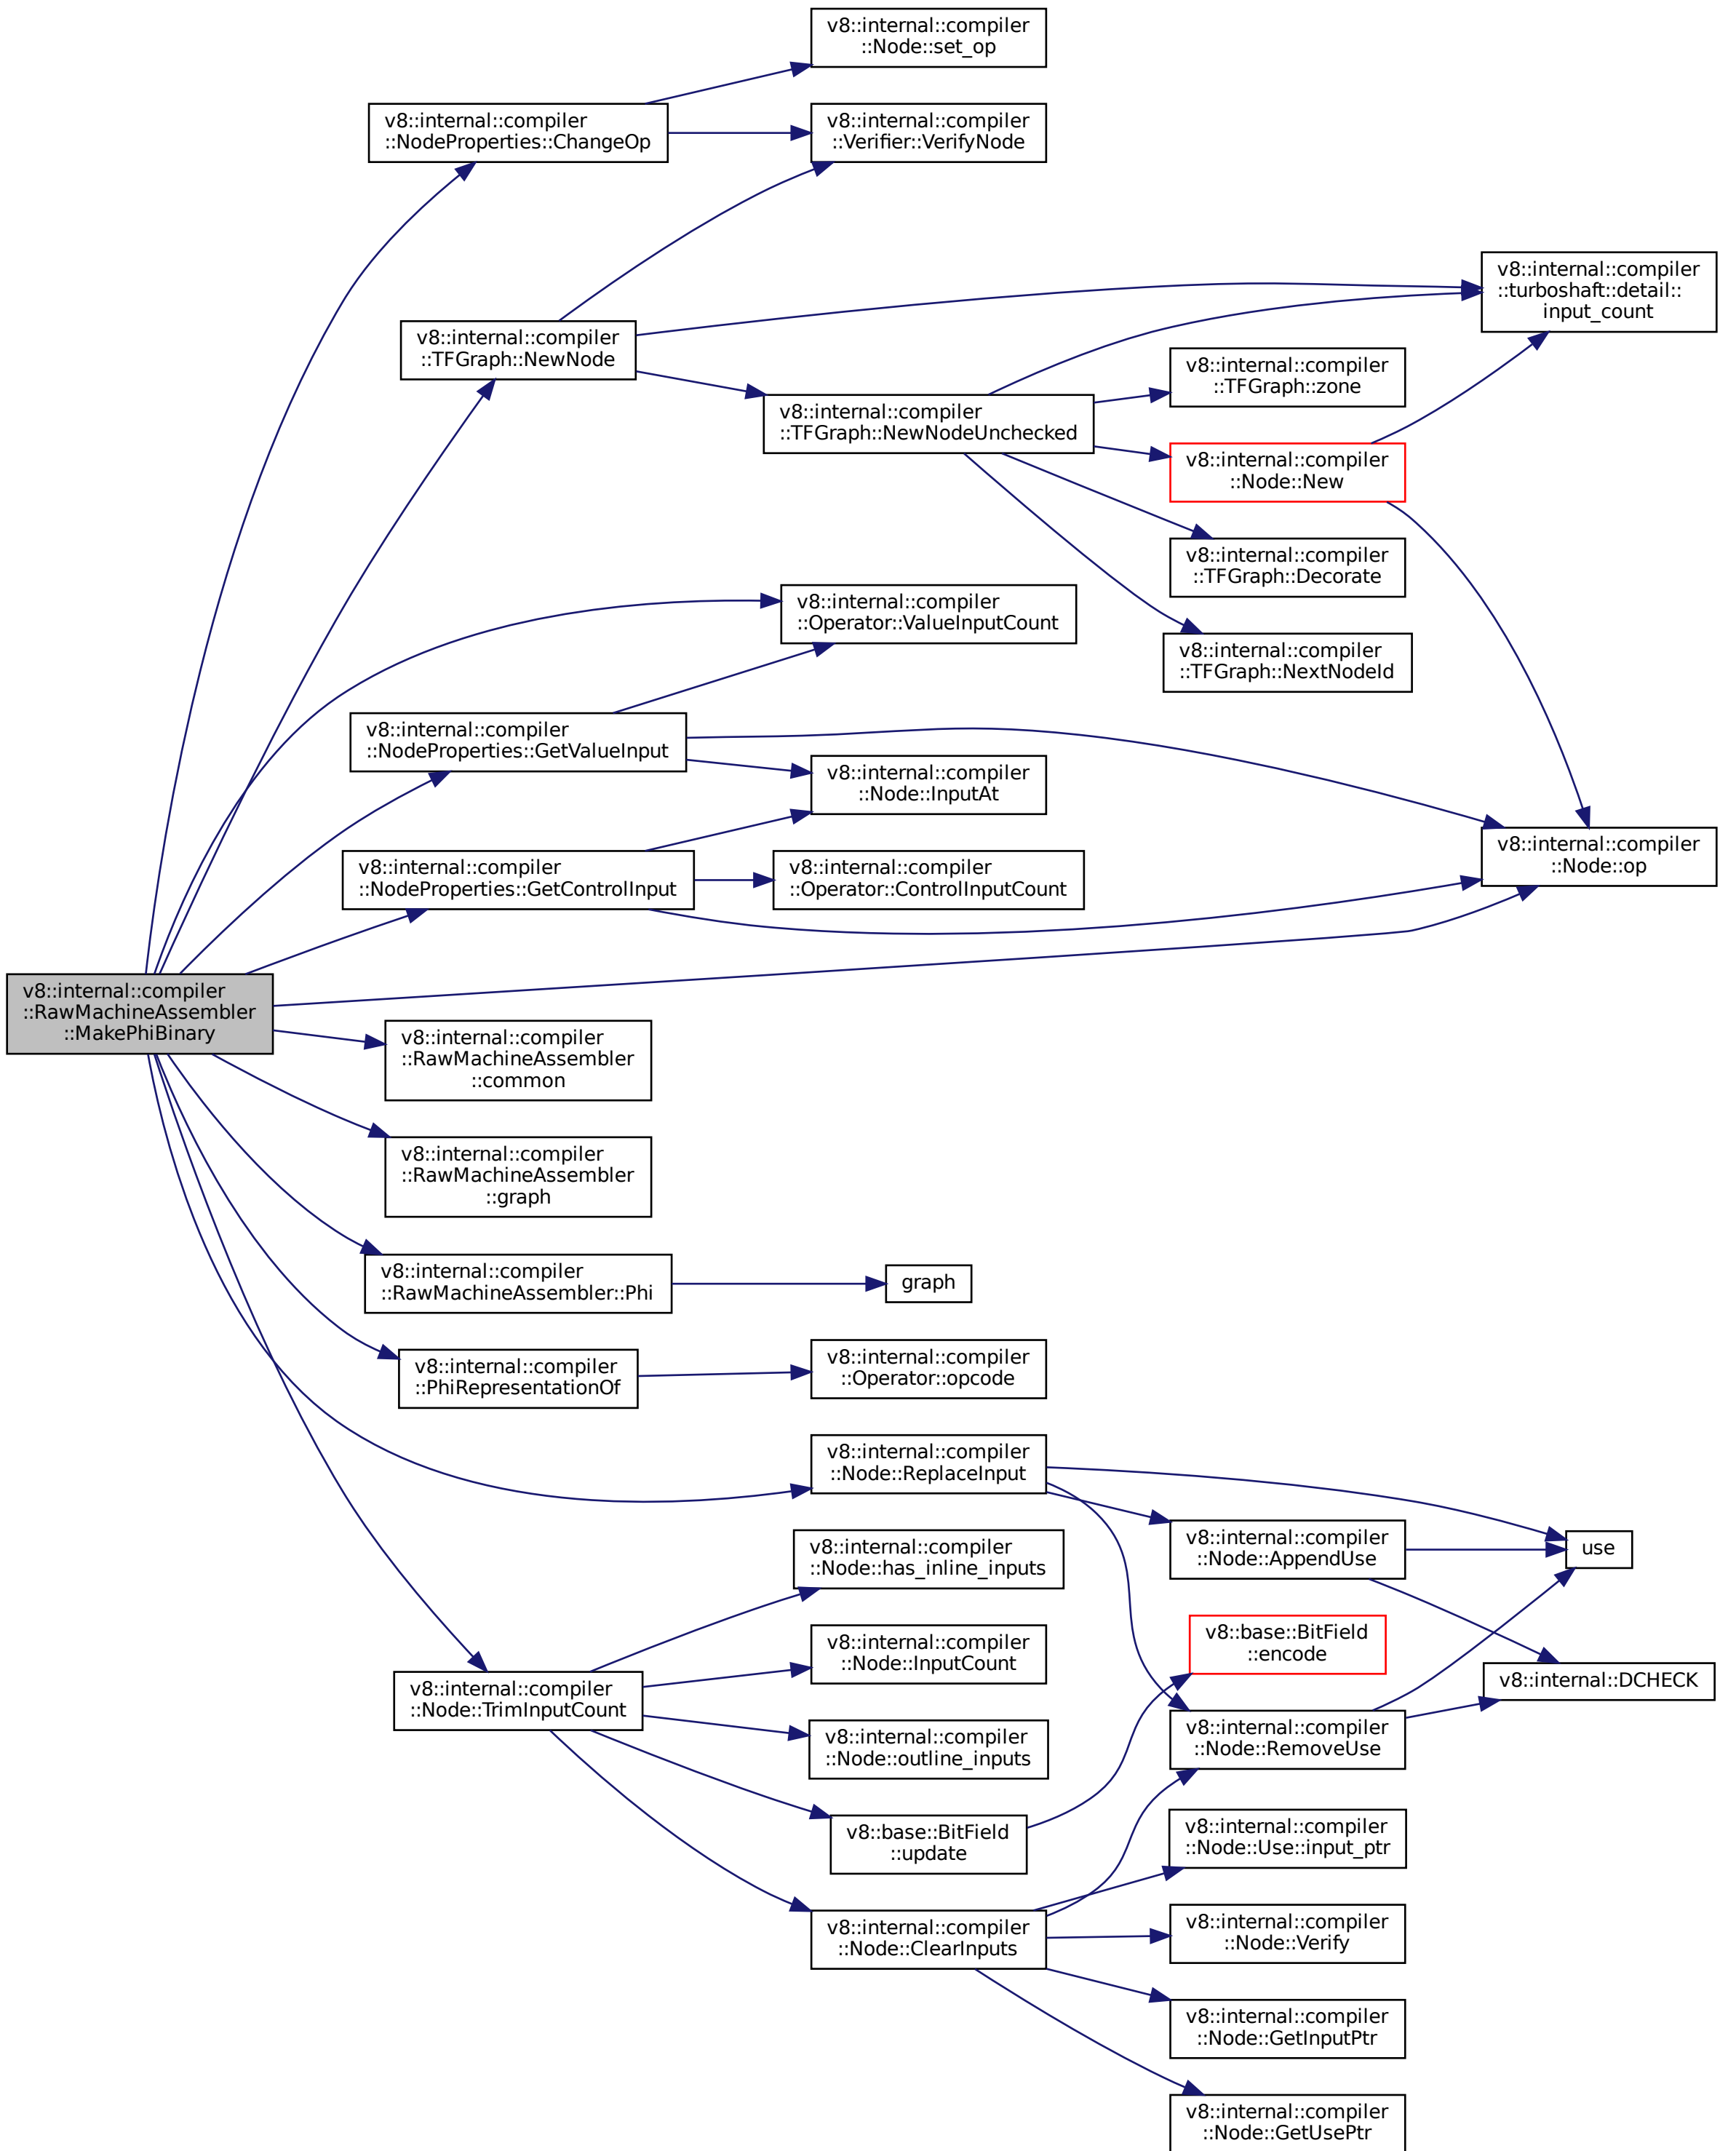 v8::internal::compiler
::Node::set_op
v8::internal::compiler
::NodeProperties::ChangeOp
v8::internal::compiler
::Verifier::VerifyNode
v8::internal::compiler
::turboshaft::detail::
input_count
v8::internal::compiler
::TFGraph::NewNode
v8::internal::compiler
::TFGraph::zone
v8::internal::compiler
::TFGraph::NewNodeUnchecked
v8::internal::compiler
::Node::New
v8::internal::compiler
::TFGraph::Decorate
v8::internal::compiler
::Operator::ValueInputCount
v8::internal::compiler
::TFGraph::NextNodeId
v8::internal::compiler
::NodeProperties::GetValueInput
v8::internal::compiler
::Node::InputAt
v8::internal::compiler
::Node::op
v8::internal::compiler
::NodeProperties::GetControlInput
v8::internal::compiler
::Operator::ControlInputCount
v8::internal::compiler
::RawMachineAssembler
::MakePhiBinary
v8::internal::compiler
::RawMachineAssembler
::common
v8::internal::compiler
::RawMachineAssembler
::graph
v8::internal::compiler
::RawMachineAssembler::Phi
graph
v8::internal::compiler
::PhiRepresentationOf
v8::internal::compiler
::Operator::opcode
v8::internal::compiler
::Node::ReplaceInput
v8::internal::compiler
::Node::AppendUse
use
v8::internal::compiler
::Node::has_inline_inputs
v8::base::BitField
::encode
v8::internal::compiler
::Node::InputCount
v8::internal::DCHECK
v8::internal::compiler
::Node::TrimInputCount
v8::internal::compiler
::Node::RemoveUse
v8::internal::compiler
::Node::outline_inputs
v8::base::BitField
::update
v8::internal::compiler
::Node::Use::input_ptr
v8::internal::compiler
::Node::ClearInputs
v8::internal::compiler
::Node::Verify
v8::internal::compiler
::Node::GetInputPtr
v8::internal::compiler
::Node::GetUsePtr